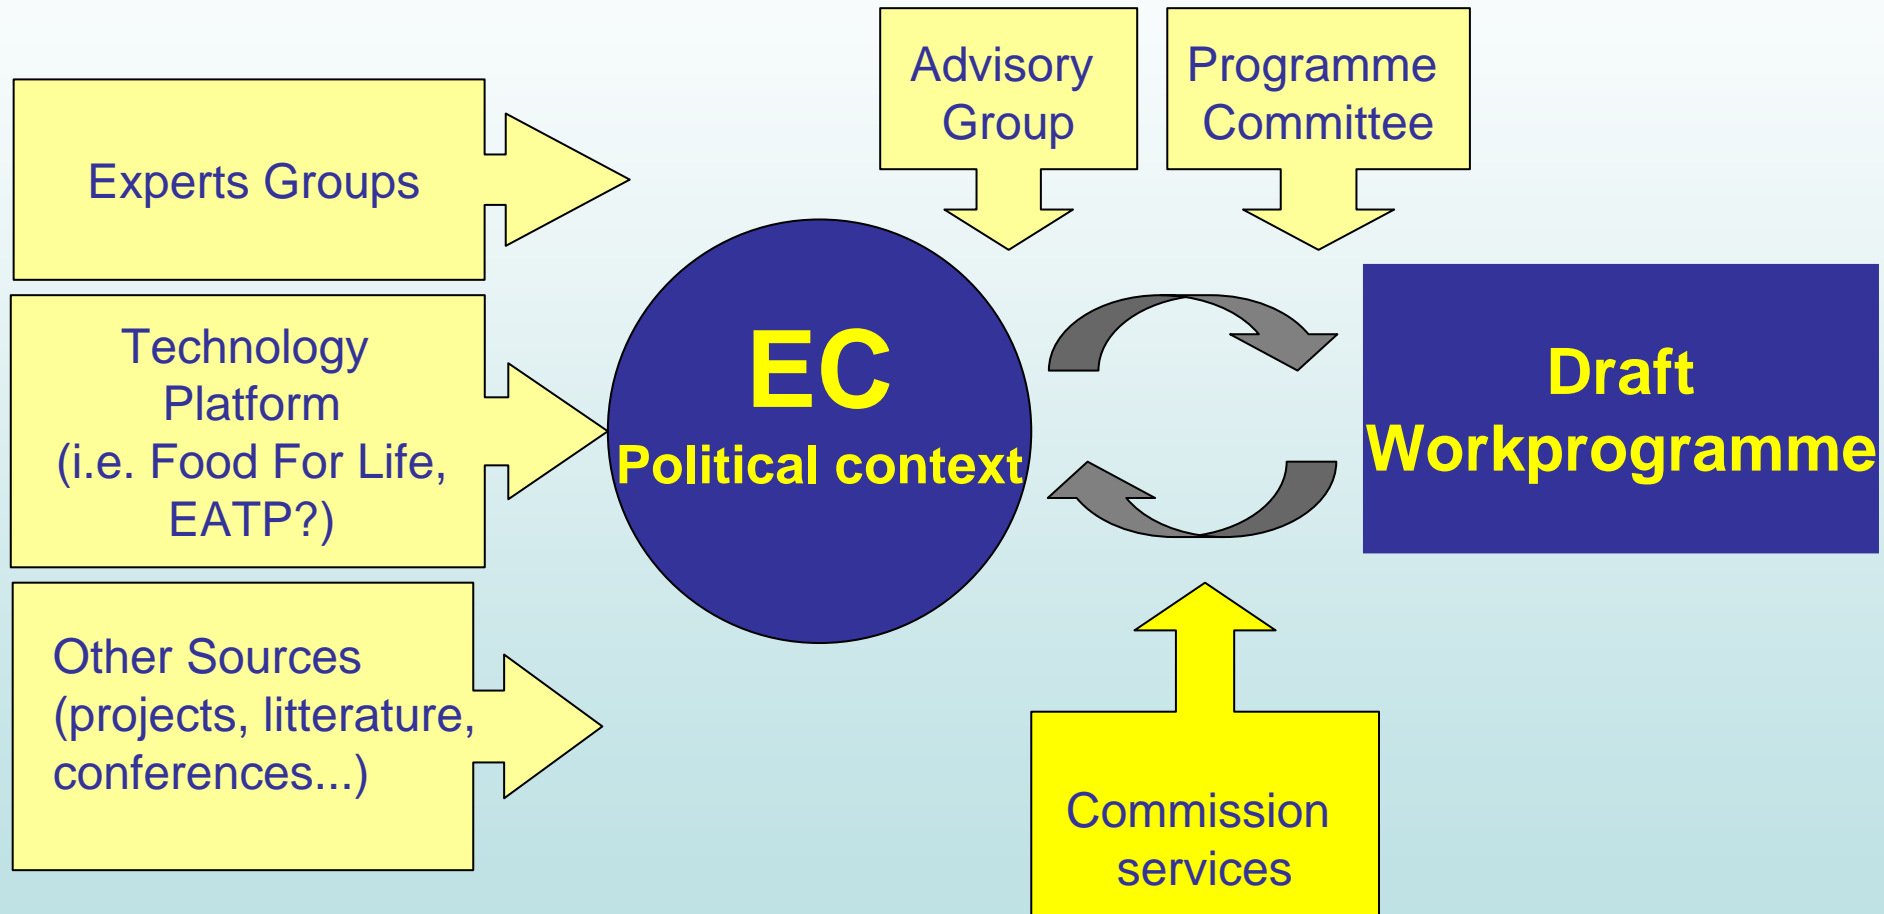 Advisory
Group
Programme
Committee
Experts Groups
Technology
Platform
(i.e. Food For Life,
EATP?)
Other Sources
(projects, litterature,
conferences...)
EC
Political context
Draft
Workprogramme
Commission
services